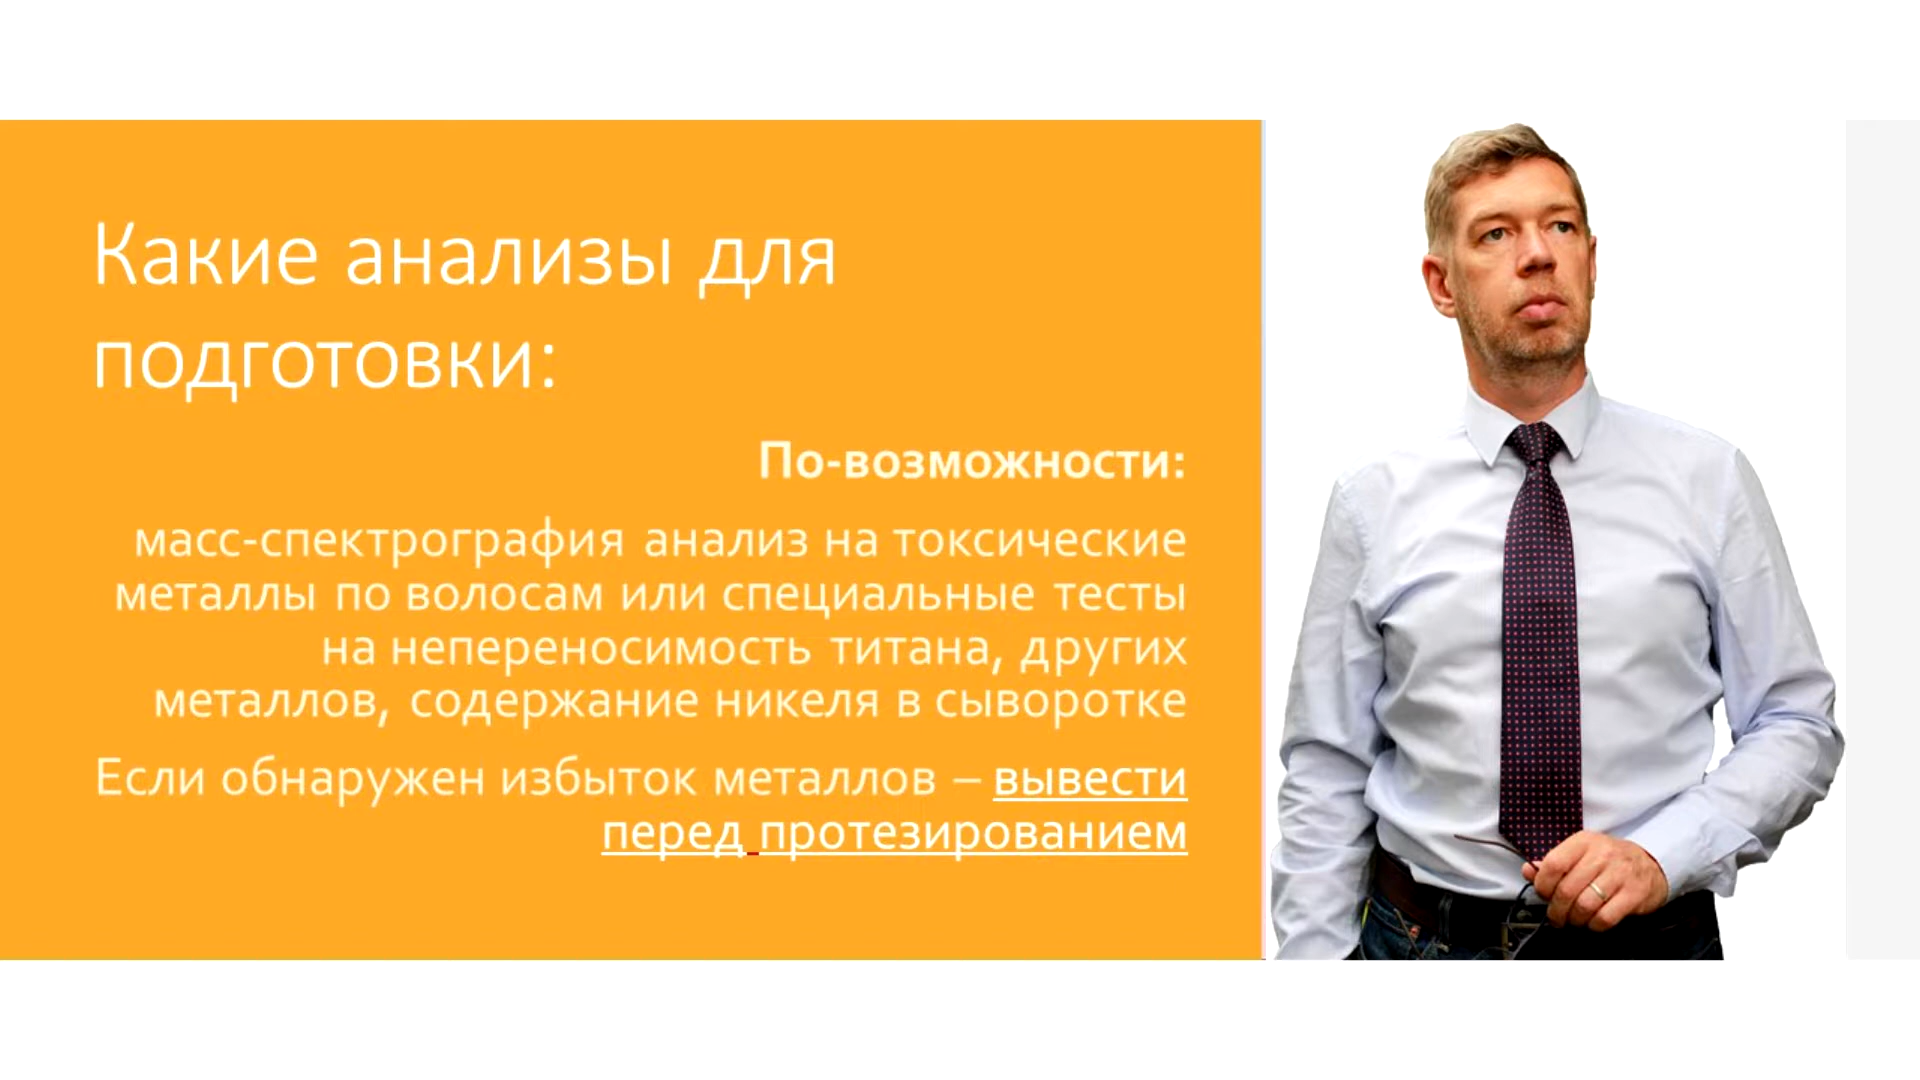 Какие анализы для
подготовки:
По-возможности:
масс-спектрография анализ на токсические
металлы по волосам или специальные тесты
на непереносимость титана, других
металлов, содержание никеля в сыворотке
Если обнаружен избыток металлов – вывести
перед протезированием